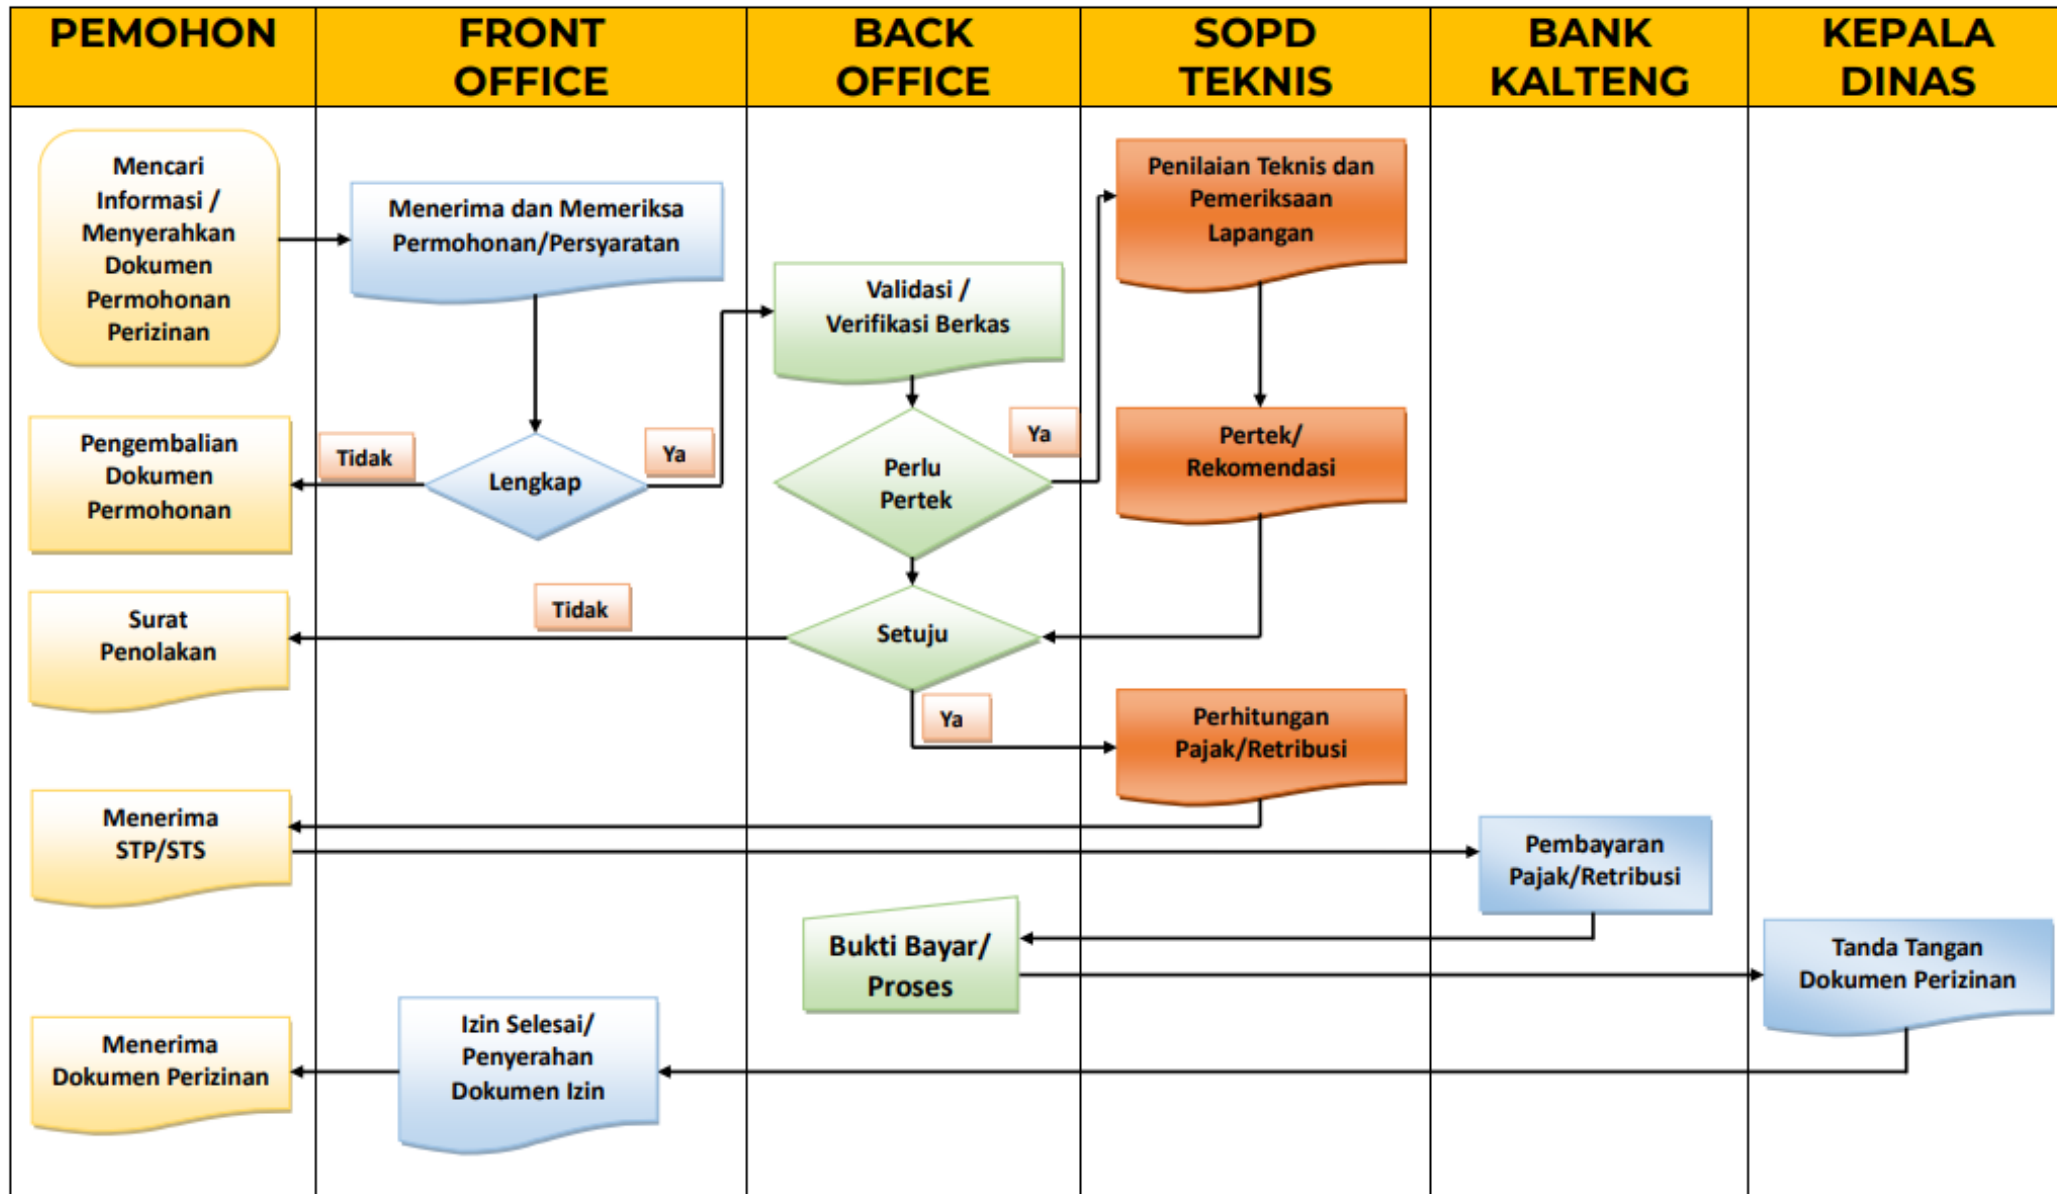 PEMOHON
FRONT
OFFICE
BACK
OFFICE
SOPD
TEKNIS
BANK
KALTENG
KEPALA
DINAS
Mencari
Informasi /
Menyerahkan
Dokumen
Permohonan
Perizinan
Menerima dan Memeriksa
Permohonan/Persyaratan
Validasi /
Verifikasi Berkas
Penilaian Teknis dan
Pemeriksaan
Lapangan
Pengembalian
Dokumen
Permohonan
Tidak
Lengkap
Ya
Perlu
Pertek
Ya
Pertek/
Rekomendasi
Surat
Penolakan
Tidak
Setuju
Ya
Perhitungan
Pajak/Retribusi
Menerima
STP/STS
Pembayaran
Pajak/Retribusi
Bukti Bayar/
Proses
Tanda Tangan
Dokumen Perizinan
Izin Selesai/
Penyerahan
Dokumen Izin
Menerima
Dokumen Perizinan